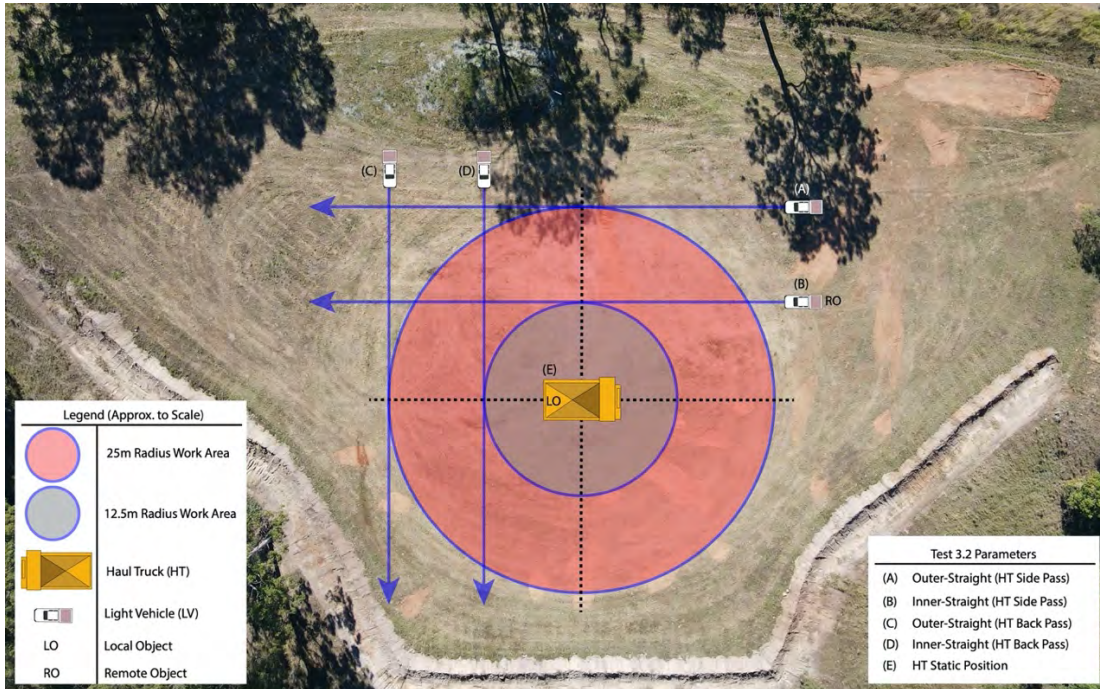 (C)
(D)
(A)
(B)
RO
(E)
LO
Legend (Approx. to Scale)
25m Radius Work Area
12.5m Radius Work Area
Haul Truck (HT)
Light Vehicle (LV)
LO Local Object
RO Remote Object
Test 3.2 Parameters
(A) Outer-Straight (HT Side Pass)
(B) Inner-Straight (HT Side Pass)
(C) Outer-Straight (HT Back Pass)
(D) Inner-Straight (HT Back Pass)
(E) HT Static Position